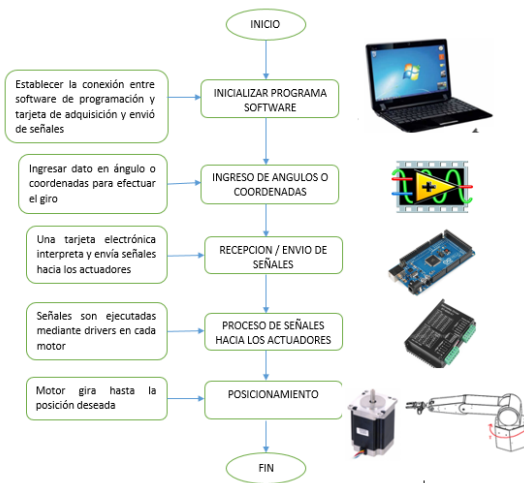 INICIO
Establecer la conexión entre
software de programación y
tarjeta de adquisición y envió
de señales
INICIALIZAR PROGRAMA
SOFTWARE
Ingresar dato en ángulo o
coordenadas para efectuar
el giro
INGRESO DE ANGULOS O
COORDENADAS
Una tarjeta electrónica
interpreta y envía señales
hacia los actuadores
RECEPCION / ENVIO DE
SEÑALES
Señales son ejecutadas
mediante drivers en cada
motor
PROCESO DE SEÑALES
HACIA LOS ACTUADORES
Motor gira hasta la
posición deseada
POSICIONAMIENTO
FIN